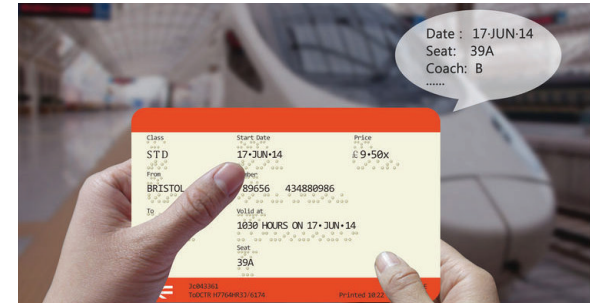 Date : 17·JUN·14
Seat: 39A
Coach: B
......
Class Start Date Price
STD 17•JUN•14 £9•50x
From
BRISTOL 89656 434880986
To Valid at
1030 HOURS ON 17•JUN•14
Seat
39A
3c043361
Printed 10:22